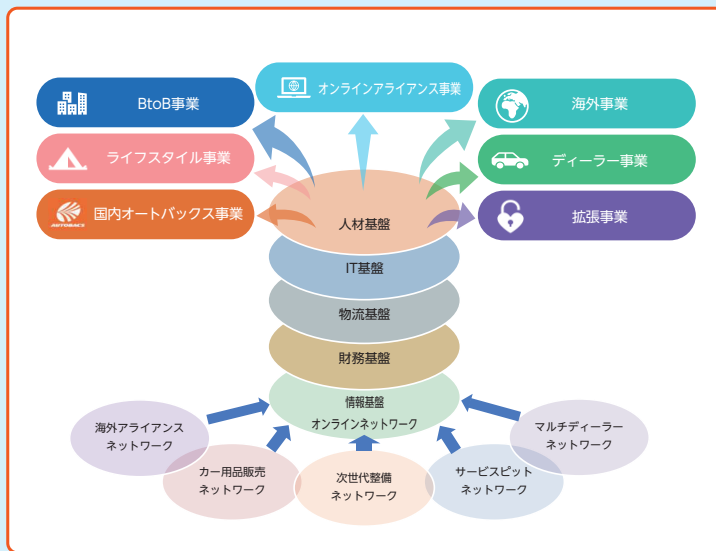 オンラインアライアンス事業
BtoB事業
海外事業
ライフスタイル事業
ディーラー事業
AUTOBACS
国内オートバックス事業
拡張事業
人材基盤
IT基盤
物流基盤
財務基盤
情報基盤
オンラインネットワーク
海外アライアンス
ネットワーク
カー用品販売
ネットワーク
次世代整備
ネットワーク
サービスピット
ネットワーク
マルチディーラー
ネットワーク